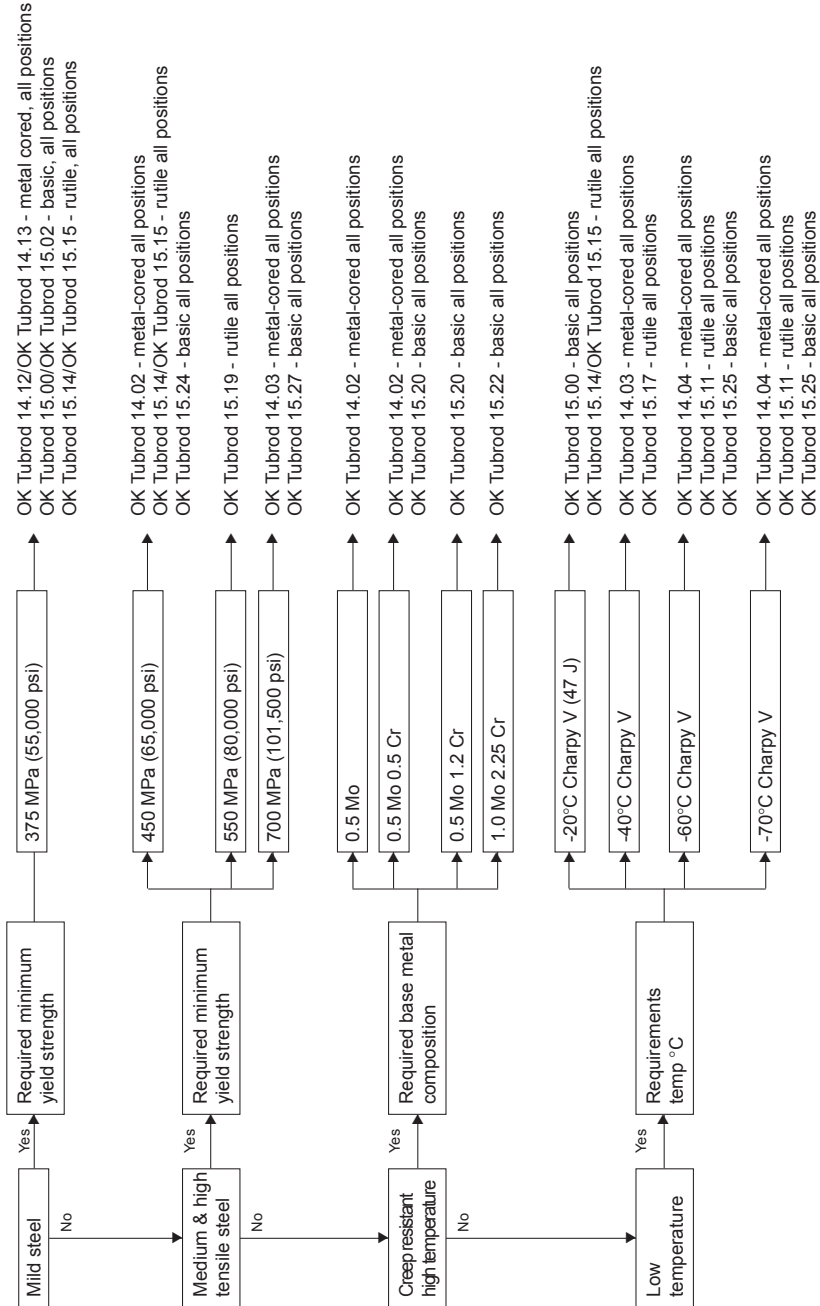 Mild steel
Yes
No
Required minimum
yield strength
375 MPa (55,000 psi)
OK Tubrod 14.12/OK Tubrod 14.13 - metal cored, all positions
OK Tubrod 15.00/OK Tubrod 15.02 - basic, all positions
OK Tubrod 15.14/OK Tubrod 15.15 - rutile, all positions
Medium & high
tensile steel
Yes
No
Required minimum
yield strength
450 MPa (65,000 psi)
OK Tubrod 14.02 - metal-cored all positions
OK Tubrod 15.14/OK Tubrod 15.15 - rutile all positions
OK Tubrod 15.24 - basic all positions
550 MPa (80,000 psi)
OK Tubrod 15.19 - rutile all positions
700 MPa (101,500 psi)
OK Tubrod 14.03 - metal-cored all positions
OK Tubrod 15.27 - basic all positions
Creep resistant
high temperature
Yes
No
Required base metal
composition
0.5 Mo
OK Tubrod 14.02 - metal-cored all positions
0.5 Mo 0.5 Cr
OK Tubrod 14.02 - metal-cored all positions
OK Tubrod 15.20 - basic all positions
0.5 Mo 1.2 Cr
OK Tubrod 15.20 - basic all positions
1.0 Mo 2.25 Cr
OK Tubrod 15.22 - basic all positions
Low
temperature
Yes
Requirements
temp °C
-20°C Charpy V (47 J)
OK Tubrod 15.00 - basic all positions
OK Tubrod 15.14/OK Tubrod 15.15 - rutile all positions
-40°C Charpy V
OK Tubrod 14.03 - metal-cored all positions
OK Tubrod 15.17 - rutile all positions
-60°C Charpy V
OK Tubrod 14.04 - metal-cored all positions
OK Tubrod 15.11 - rutile all positions
OK Tubrod 15.25 - basic all positions
-70°C Charpy V
OK Tubrod 14.04 - metal-cored all positions
OK Tubrod 15.11 - rutile all positions
OK Tubrod 15.25 - basic all positions